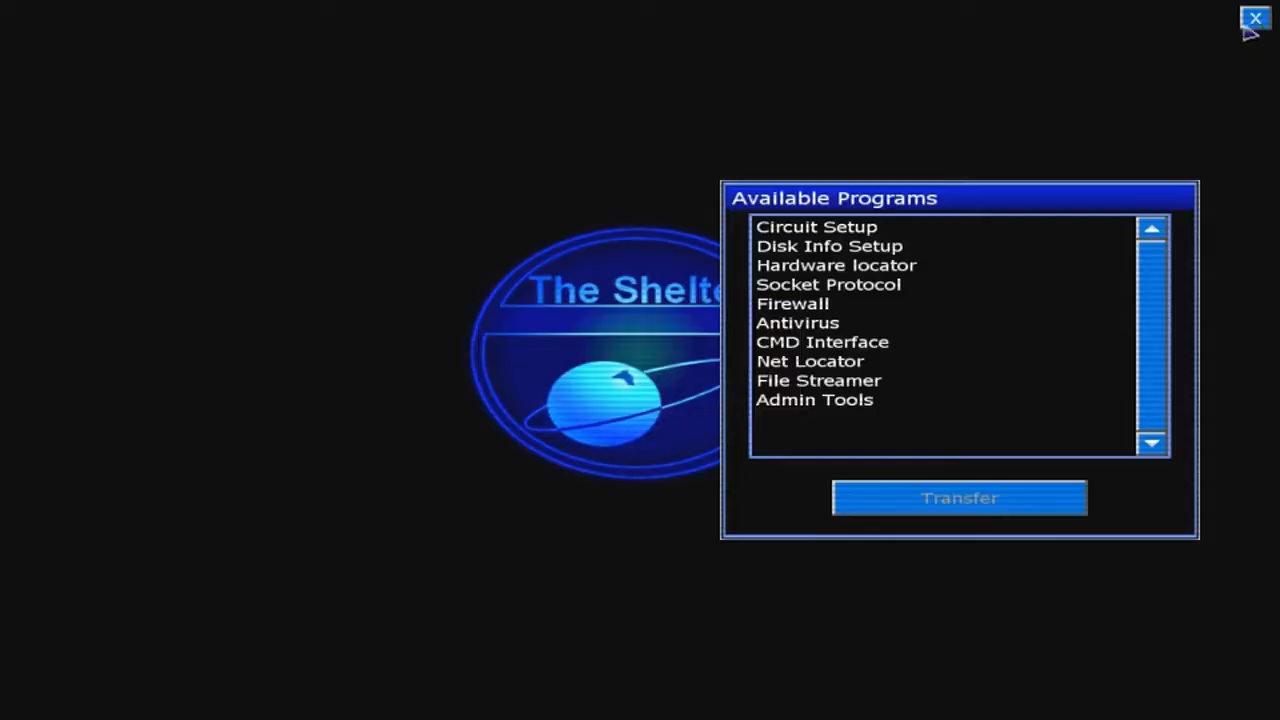 X
Available Programs
Circuit Setup
Disk Info Setup
Hardware locator
Socket Protocol
Firewall
Antivirus
CMD Interface
Net Locator
File Streamer
Admin Tools
The Shelte
Transfer